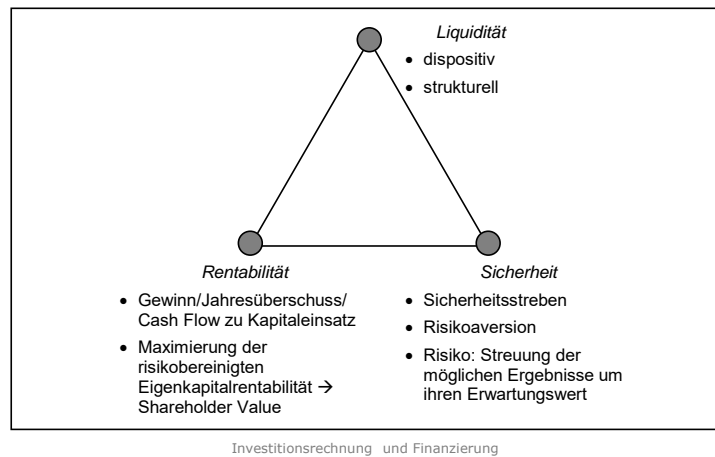 Liquidität
• dispositiv
• strukturell
Rentabilität
• Gewinn/Jahresüberschuss/
Cash Flow zu Kapitaleinsatz
• Maximierung der
risikobereinigten
Eigenkapitalrentabilität →
Shareholder Value
Sicherheit
• Sicherheitsstreben
• Risikoaversion
• Risiko: Streuung der
möglichen Ergebnisse um
ihren Erwartungswert
Investitionsrechnung und Finanzierung